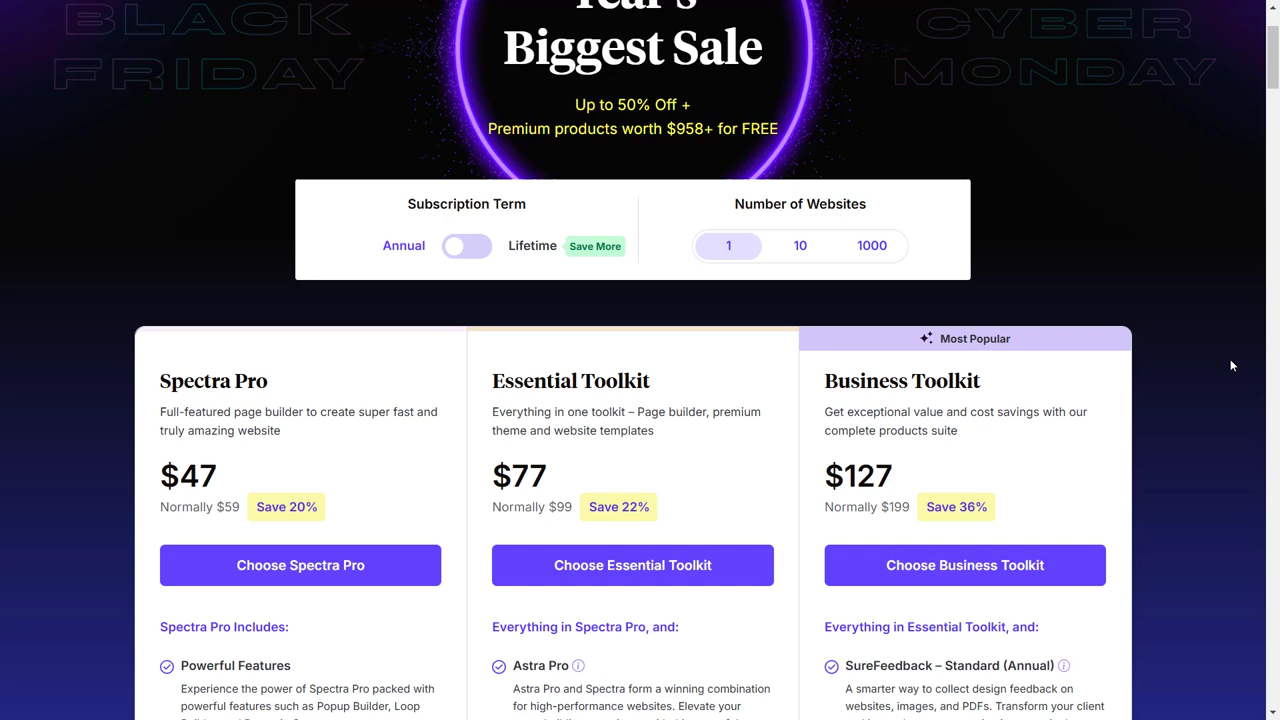 BLACK
FRIDAY
Year's
Biggest Sale
CYBER
MONDAY
Up to 50% Off +
Premium products worth $958+ for FREE
Subscription Term
Annual
Lifetime
Save More
Number of Websites
1
10
1000
Most Popular
Spectra Pro
Full-featured page builder to create super fast and
truly amazing website
$47
Normally $59
Save 20%
Choose Spectra Pro
Spectra Pro Includes:
Powerful Features
Experience the power of Spectra Pro packed with
powerful features such as Popup Builder, Loop
Essential Toolkit
Everything in one toolkit – Page builder, premium
theme and website templates
$77
Normally $99
Save 22%
Choose Essential Toolkit
Everything in Spectra Pro, and:
Astra Pro
Astra Pro and Spectra form a winning combination
for high-performance websites. Elevate your
Business Toolkit
Get exceptional value and cost savings with our
complete products suite
$127
Normally $199
Save 36%
Choose Business Toolkit
Everything in Essential Toolkit, and:
SureFeedback – Standard (Annual)
A smarter way to collect design feedback on
websites, images, and PDFs. Transform your client